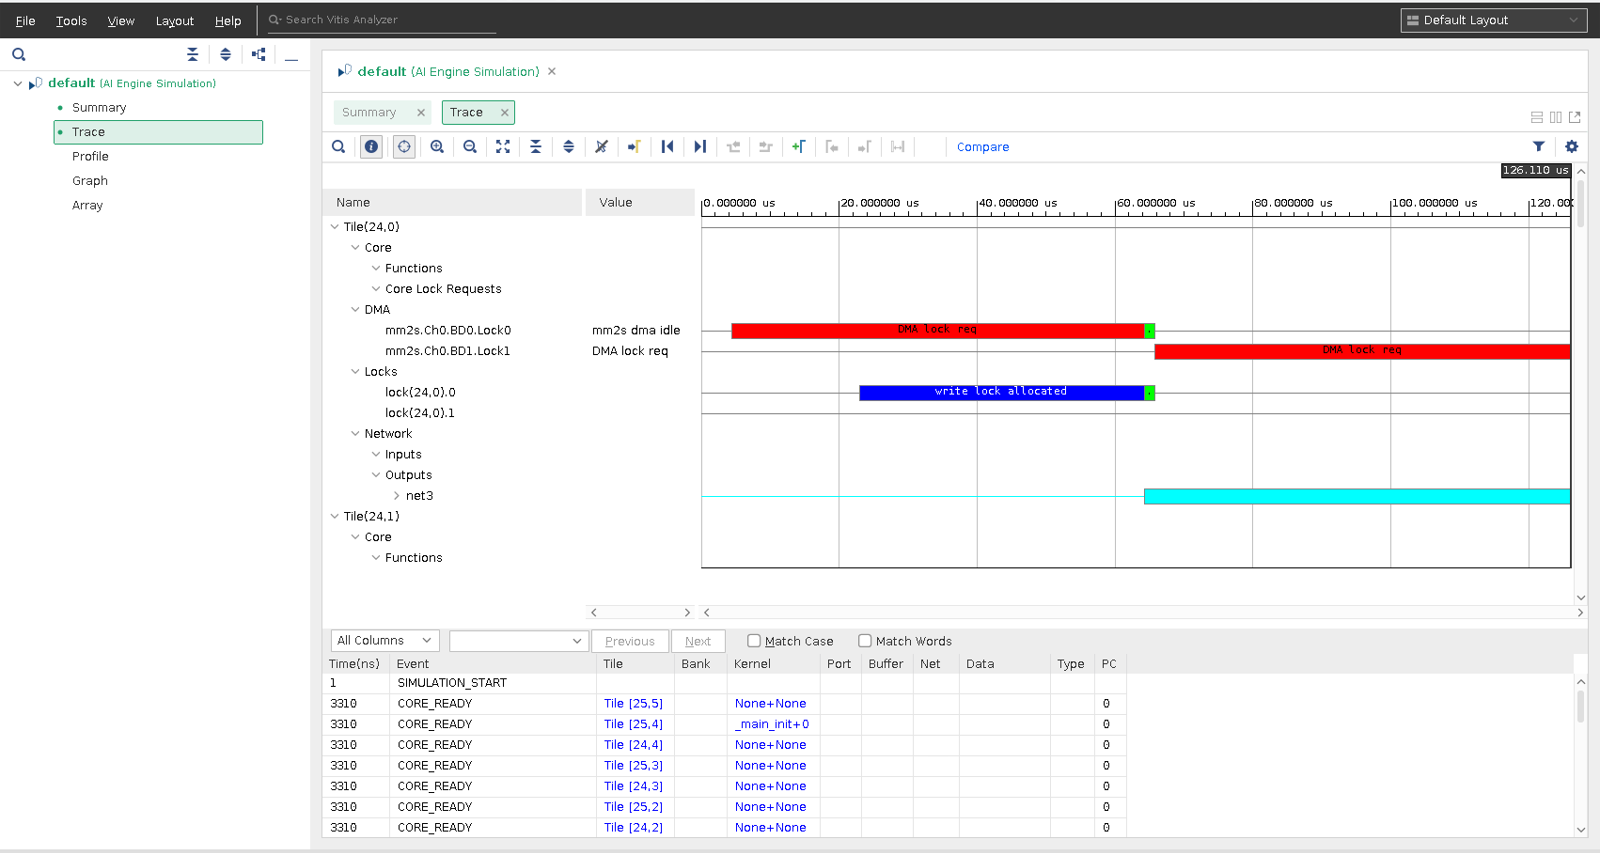 File Tools View Layout Help Search Vitis Analyzer Default Layout
default (AI Engine Simulation)
Summary
Trace
Profile
Graph
Array
default (AI Engine Simulation)
Summary Trace
Compare
126.110 us
Name Value 0.000000 us 20.000000 us 40.000000 us 60.000000 us 80.000000 us 100.000000 us 120.00
Tile(24,0)
Core
Functions
Core Lock Requests
DMA
mm2s.Ch0.BD0.Lock0 mm2s dma idle DMA lock req
mm2s.Ch0.BD1.Lock1 DMA lock req DMA lock req
Locks
lock(24,0).0 write lock allocated
lock(24,0).1
Network
Inputs
Outputs
net3
Tile(24,1)
Core
Functions
All Columns Previous Next Match Case Match Words
Time(ns) Event Tile Bank Kernel Port Buffer Net Data Type PC
1 SIMULATION_START
3310 CORE_READY Tile [25,5] None+None 0
3310 CORE_READY Tile [25,4] _main_init+0 0
3310 CORE_READY Tile [24,4] None+None 0
3310 CORE_READY Tile [25,3] None+None 0
3310 CORE_READY Tile [24,3] None+None 0
3310 CORE_READY Tile [25,2] None+None 0
3310 CORE_READY Tile [24,2] None+None 0